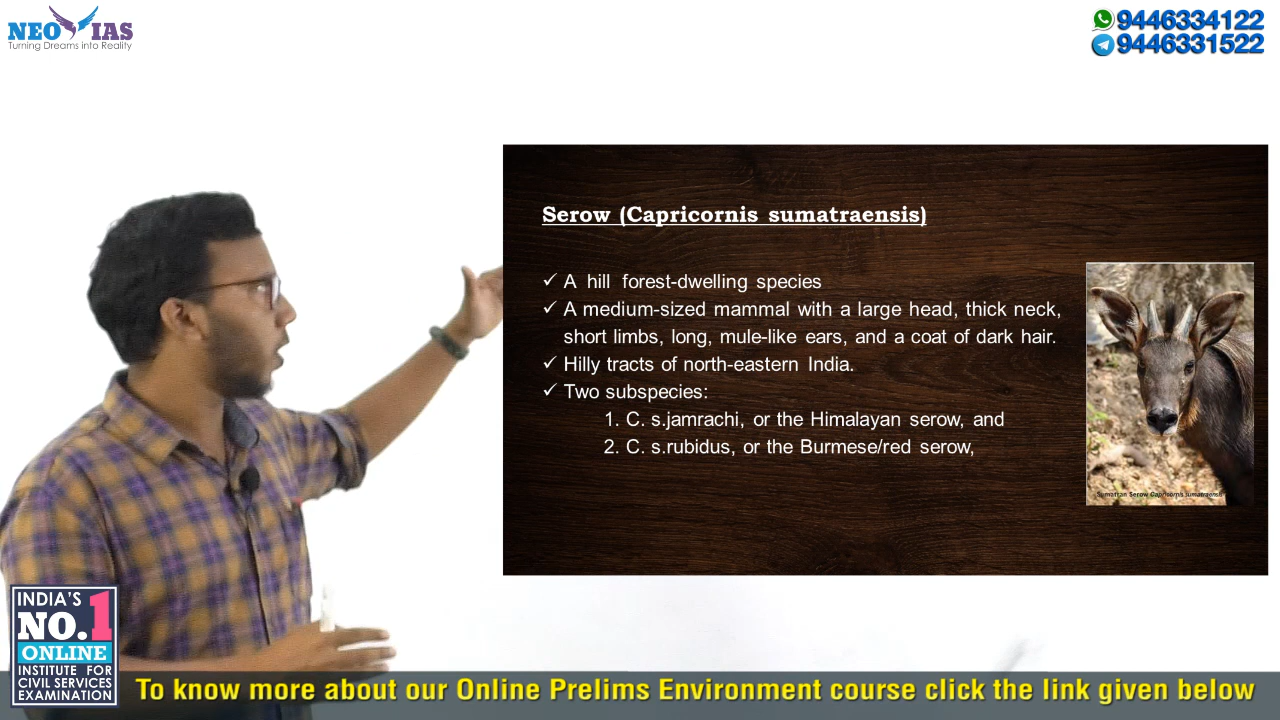 NEO IAS
Turning Dreams into Reality
9446334122
9446331522
Serow (Capricornis sumatraensis)
✓ A hill forest-dwelling species
✓ A medium-sized mammal with a large head, thick neck,
short limbs, long, mule-like ears, and a coat of dark hair.
✓ Hilly tracts of north-eastern India.
✓ Two subspecies:
1. C. s.jamrachi, or the Himalayan serow, and
2. C. s.rubidus, or the Burmese/red serow,
Sumatran Serow Capricornis sumatraensis
INDIA'S
NO.1
ONLINE
INSTITUTE FOR
CIVIL SERVICES
EXAMINATION
To know more about our Online Prelims Environment course click the link given below